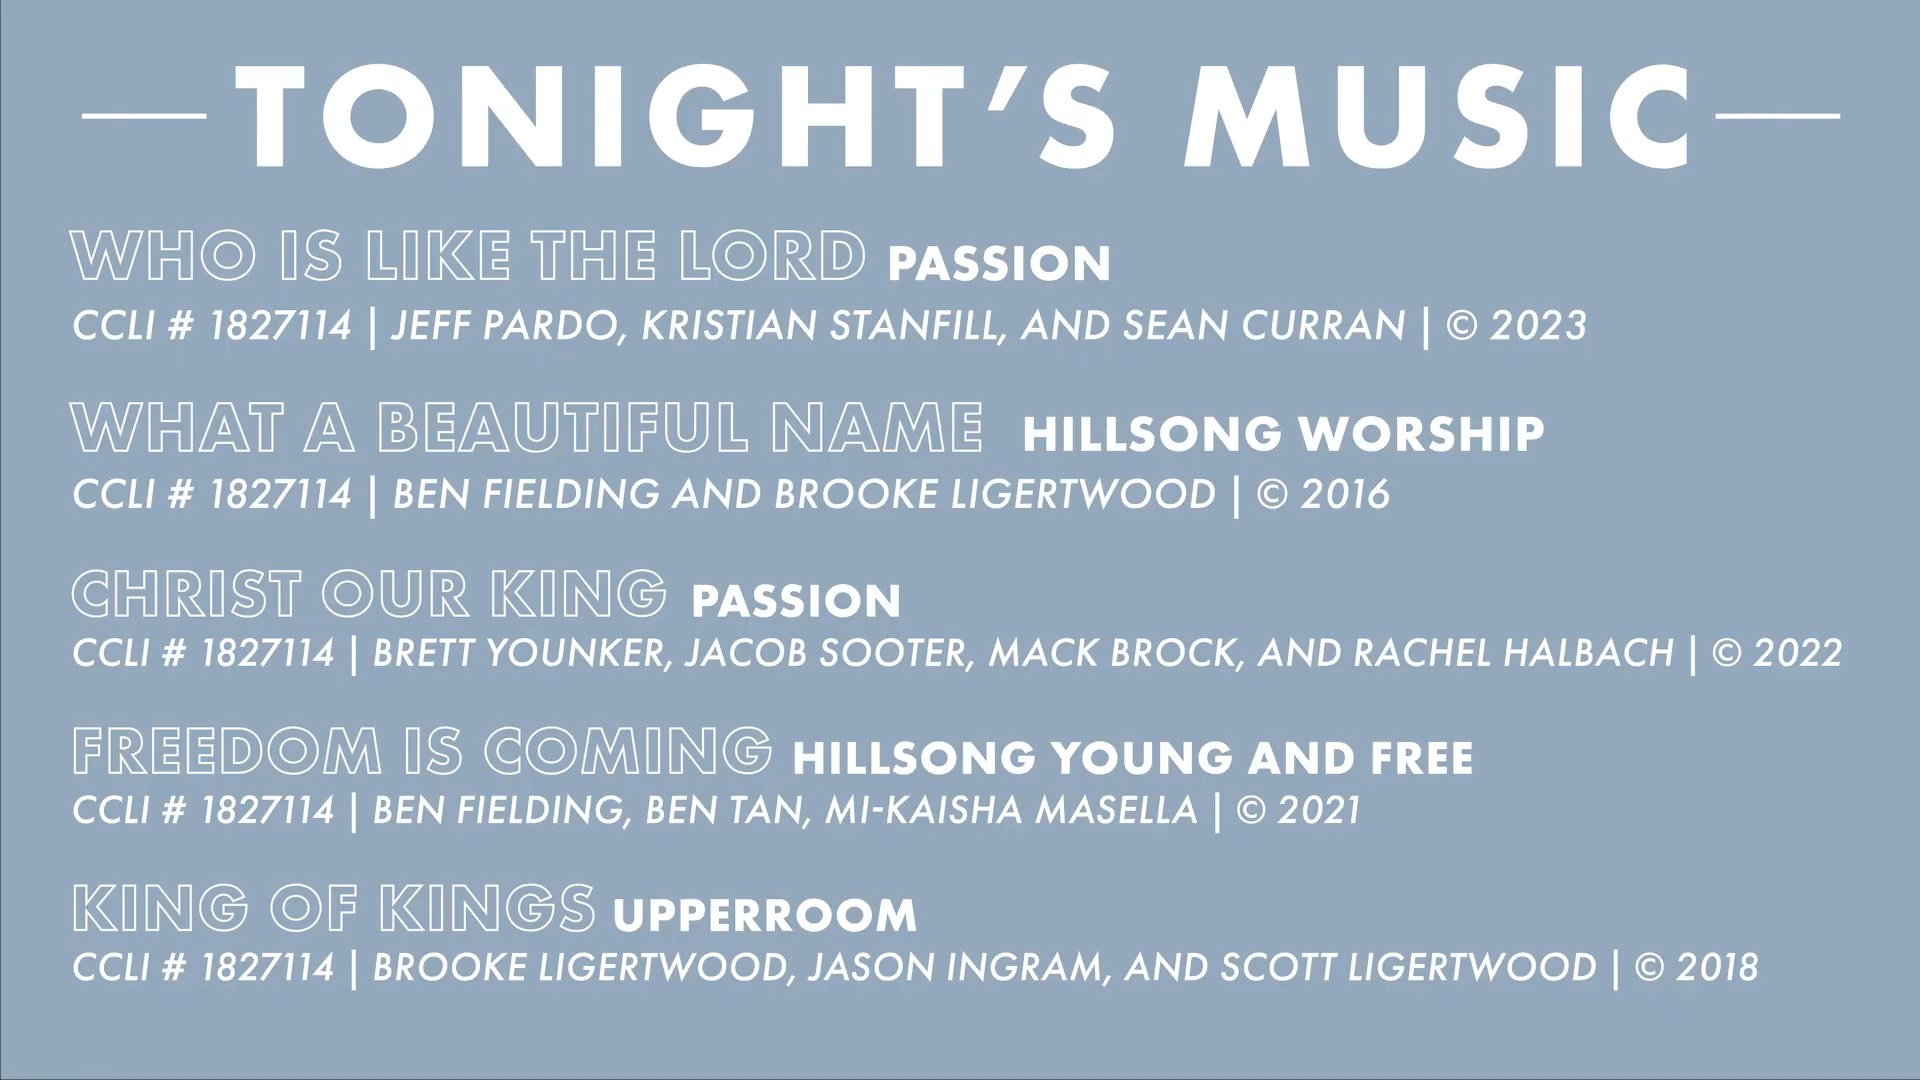 TONIGHT'S MUSIC
WHO IS LIKE THE LORD PASSION
CCLI # 1827114 | JEFF PARDO, KRISTIAN STANFILL, AND SEAN CURRAN | © 2023
WHAT A BEAUTIFUL NAME HILLSONG WORSHIP
CCLI # 1827114 | BEN FIELDING AND BROOKE LIGERTWOOD | © 2016
CHRIST OUR KING PASSION
CCLI # 1827114 | BRETT YOUNKER, JACOB SOOTER, MACK BROCK, AND RACHEL HALBACH | © 2022
FREEDOM IS COMING HILLSONG YOUNG AND FREE
CCLI # 1827114 | BEN FIELDING, BEN TAN, MI-KAISHA MASELLA | © 2021
KING OF KINGS UPPERROOM
CCLI # 1827114 | BROOKE LIGERTWOOD, JASON INGRAM, AND SCOTT LIGERTWOOD | © 2018